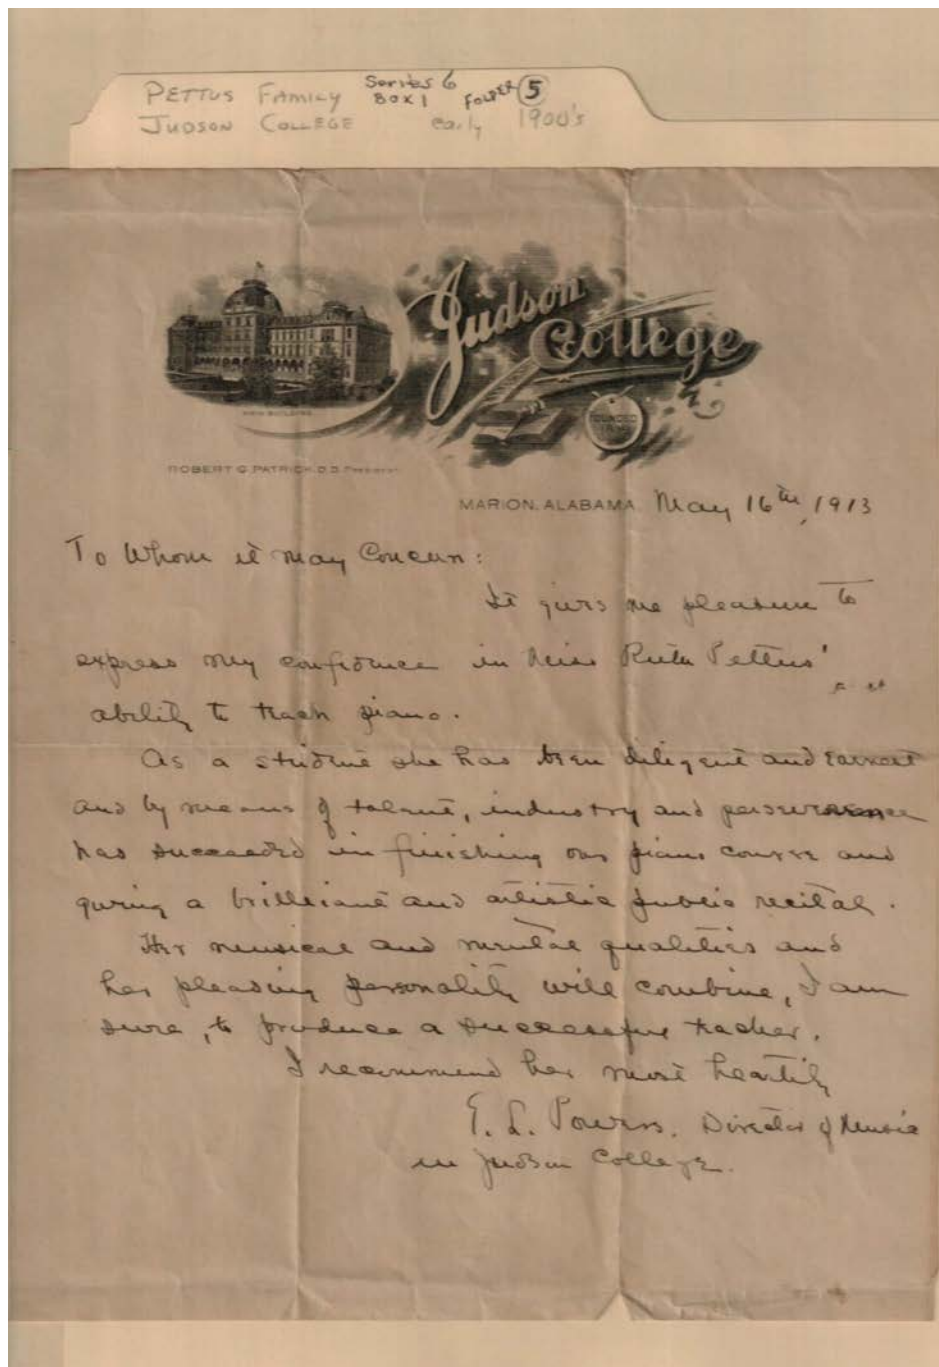 PETTUS FAMILY Series 6 BOX 1 FOLDER 5
JUDSON COLLEGE early 1900's
Judson College
MAIN BUILDING
FOUNDED
ROBERT G. PATRICK, D.D. President
MARION, ALABAMA May 16th, 1913
To Whom it may Concern:
It gives me pleasure to
express my confidence in Miss Ruth Pettus'
ability to teach piano.
As a student she has been diligent and earnest
and by means of talent, industry and perseverance
has succeeded in finishing our piano course and
giving a brilliant and artistic public recital.
Her musical and mental qualities and
her pleasing personality will combine, I am
sure, to produce a successful teacher.
I recommend her most heartily
E. L. Powers. Director of Music
in Judson College.